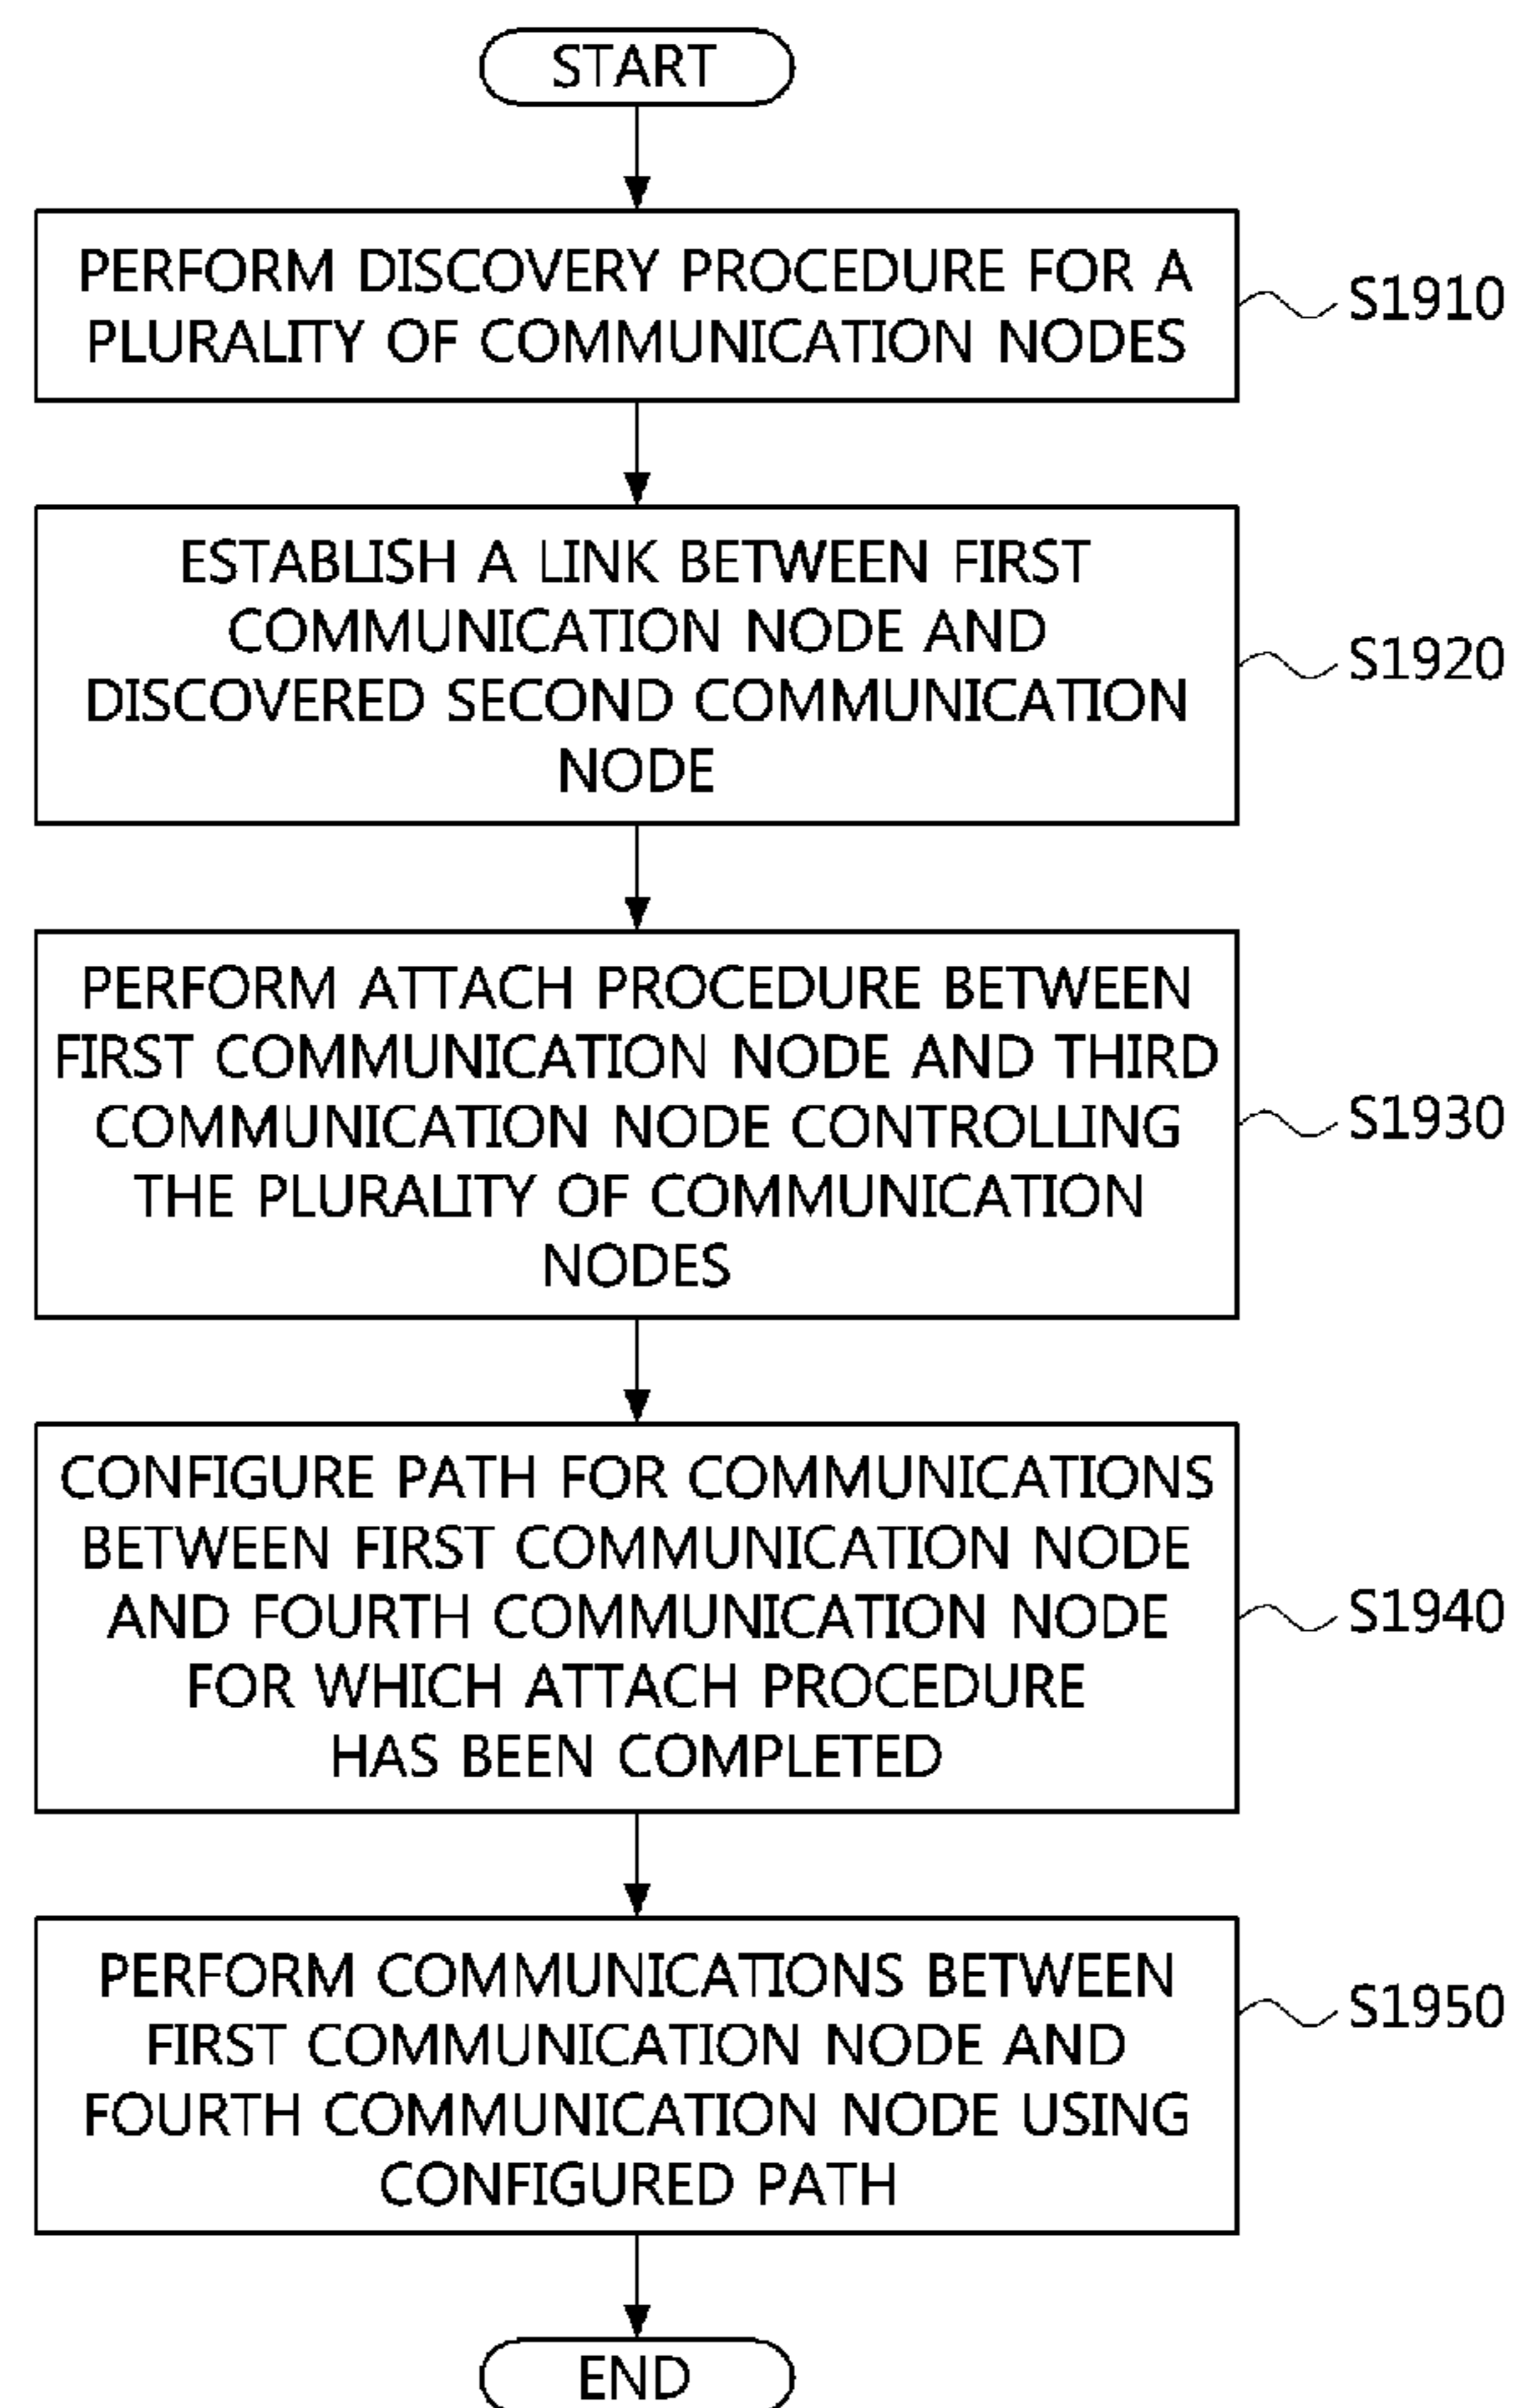 START
PERFORM DISCOVERY PROCEDURE FOR A
PLURALITY OF COMMUNICATION NODES
S1910
ESTABLISH A LINK BETWEEN FIRST
COMMUNICATION NODE AND
DISCOVERED SECOND COMMUNICATION
NODE
S1920
PERFORM ATTACH PROCEDURE BETWEEN
FIRST COMMUNICATION NODE AND THIRD
COMMUNICATION NODE CONTROLLING
THE PLURALITY OF COMMUNICATION
NODES
S1930
CONFIGURE PATH FOR COMMUNICATIONS
BETWEEN FIRST COMMUNICATION NODE
AND FOURTH COMMUNICATION NODE
FOR WHICH ATTACH PROCEDURE
HAS BEEN COMPLETED
S1940
PERFORM COMMUNICATIONS BETWEEN
FIRST COMMUNICATION NODE AND
FOURTH COMMUNICATION NODE USING
CONFIGURED PATH
S1950
END